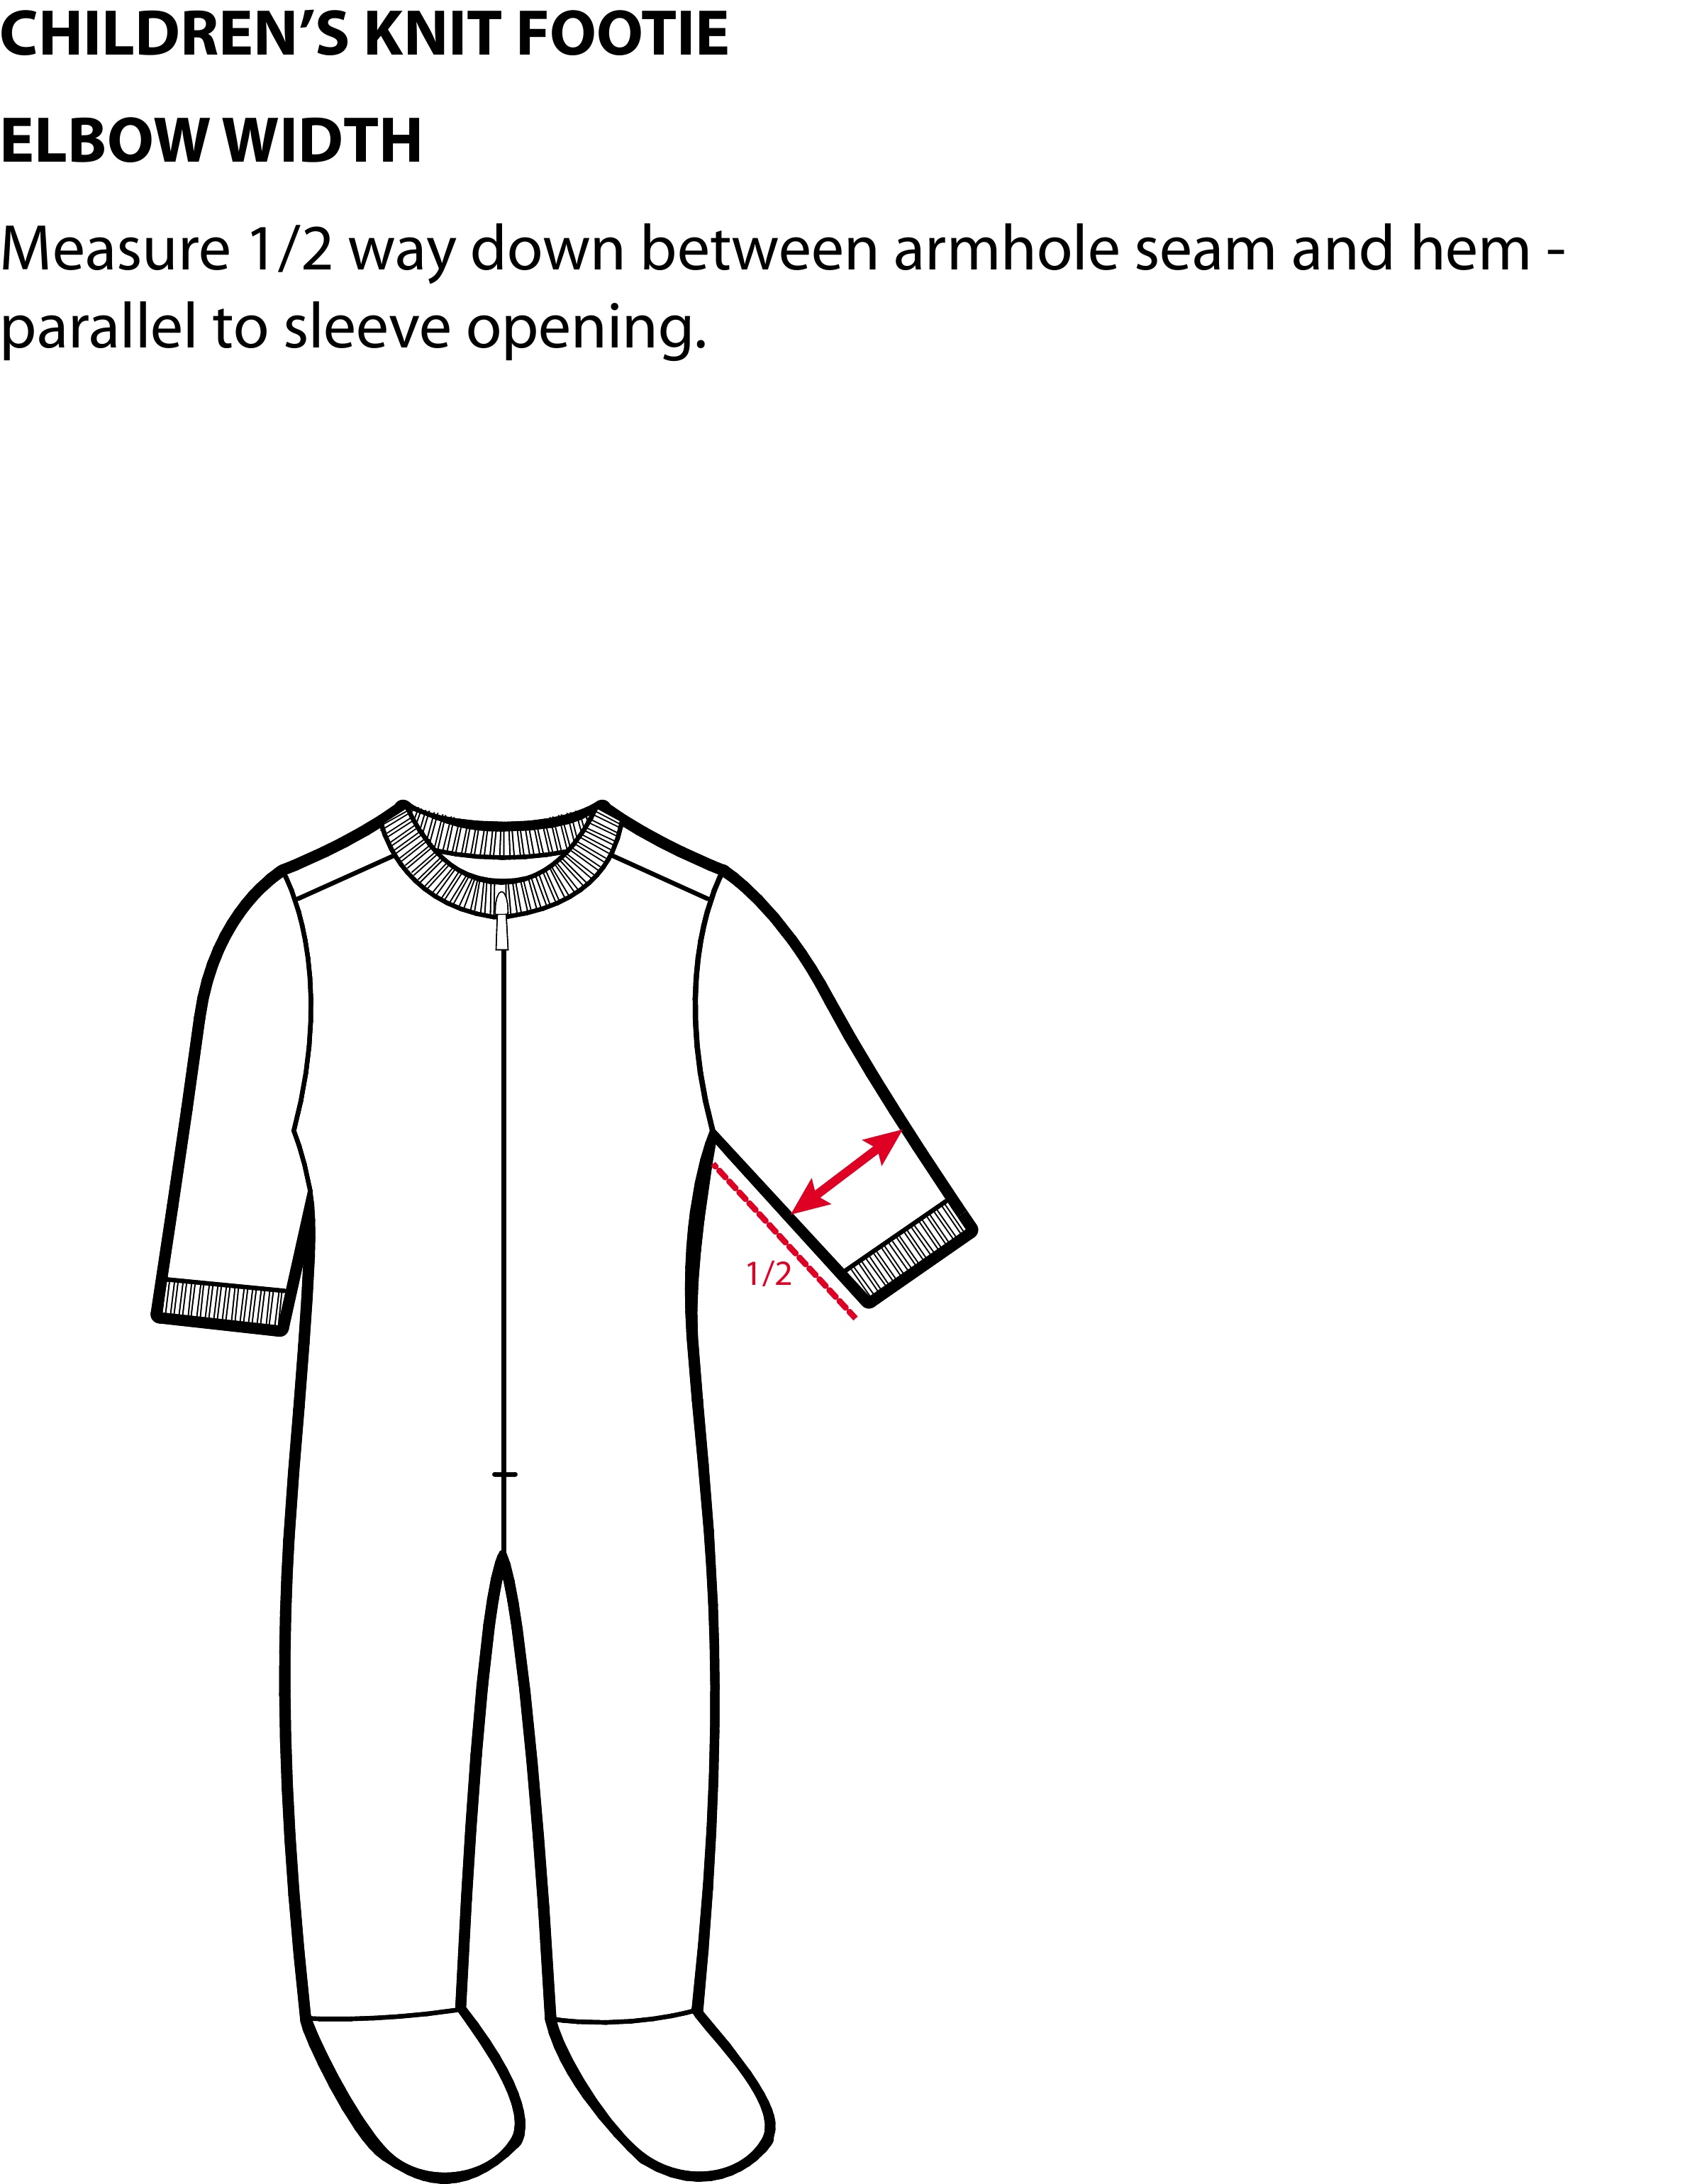 CHILDREN’S KNIT FOOTIE
ELBOW WIDTH
Measure 1/2 way down between armhole seam and hem -
parallel to sleeve opening.
1/2